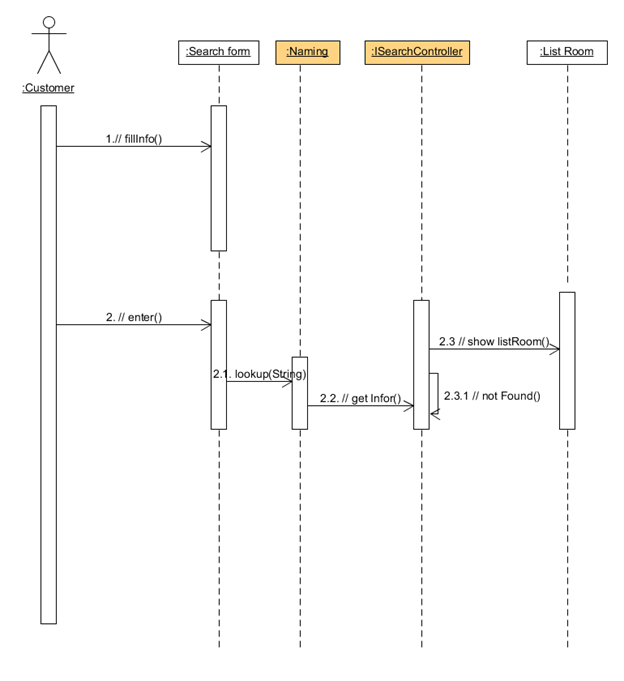 :Search form
:Naming
:ISearchController
:List Room
:Customer
1.// fillInfo()
2. // enter()
2.3 // show listRoom()
2.1. lookup(String)
2.2. // get Infor()
2.3.1 // not Found()